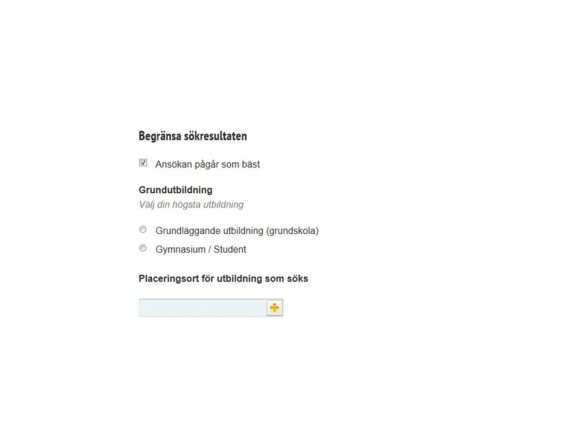 Begränsa sökresultaten
Ansökan pågår som bäst
Grundutbildning
Välj din högsta utbildning
Grundläggande utbildning (grundskola)
Gymnasium / Student
Placeringsort för utbildning som söks